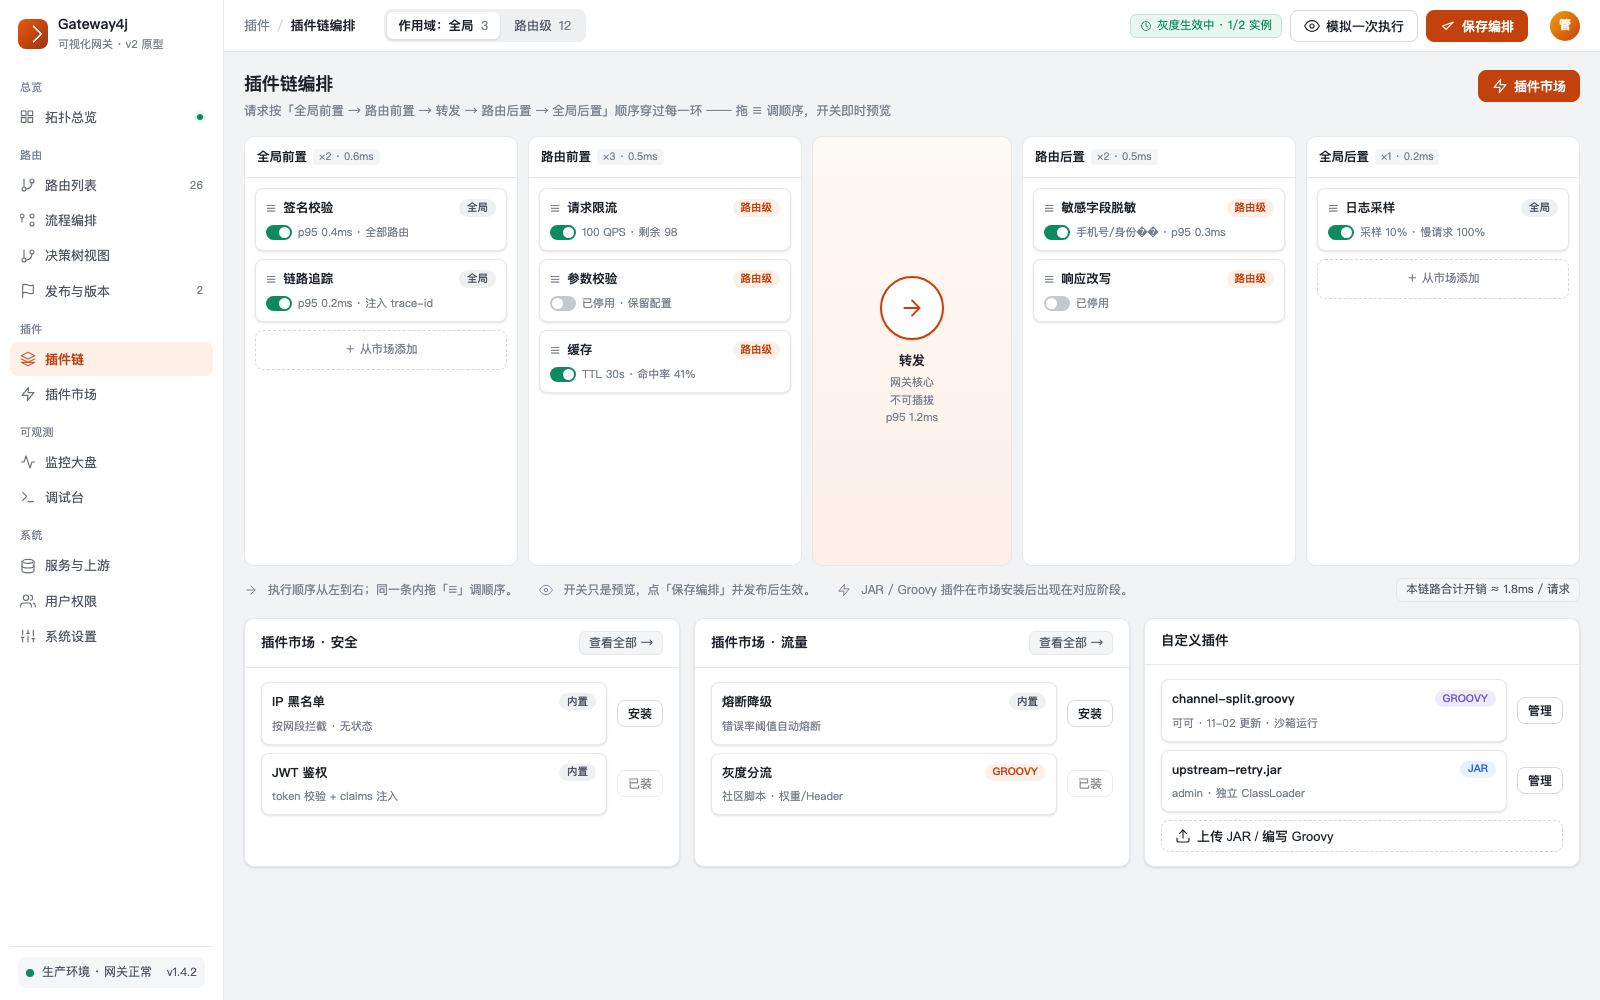 Gateway4j
可视化网关 · v2 原型
总览
拓扑总览
路由
路由列表 26
流程编排
决策树视图
发布与版本 2
插件
插件链
插件市场
可观测
监控大盘
调试台
系统
服务与上游
用户权限
系统设置
生产环境 · 网关正常 v1.4.2
插件 / 插件链编排
作用域：全局 3 路由级 12
灰度生效中 · 1/2 实例
模拟一次执行
保存编排
管
插件链编排
请求按「全局前置 → 路由前置 → 转发 → 路由后置 → 全局后置」顺序穿过每一环 —— 拖 ≡ 调顺序，开关即时预览
插件市场
全局前置 ×2 · 0.6ms
签名校验 全局
p95 0.4ms · 全部路由
链路追踪 全局
p95 0.2ms · 注入 trace-id
+ 从市场添加
路由前置 ×3 · 0.5ms
请求限流 路由级
100 QPS · 剩余 98
参数校验 路由级
已停用 · 保留配置
缓存 路由级
TTL 30s · 命中率 41%
转发
网关核心
不可插拔
p95 1.2ms
路由后置 ×2 · 0.5ms
敏感字段脱敏 路由级
手机号/身份�� · p95 0.3ms
响应改写 路由级
已停用
全局后置 ×1 · 0.2ms
日志采样 全局
采样 10% · 慢请求 100%
+ 从市场添加
执行顺序从左到右；同一条内拖「≡」调顺序。
开关只是预览，点「保存编排」并发布后生效。
JAR / Groovy 插件在市场安装后出现在对应阶段。
本链路合计开销 ≈ 1.8ms / 请求
插件市场 · 安全 查看全部 →
IP 黑名单 内置
按网段拦截 · 无状态
安装
JWT 鉴权 内置
token 校验 + claims 注入
已装
插件市场 · 流量 查看全部 →
熔断降级 内置
错误率阈值自动熔断
安装
灰度分流 GROOVY
社区脚本 · 权重/Header
已装
自定义插件
channel-split.groovy GROOVY
可可 · 11-02 更新 · 沙箱运行
管理
upstream-retry.jar JAR
admin · 独立 ClassLoader
管理
上传 JAR / 编写 Groovy